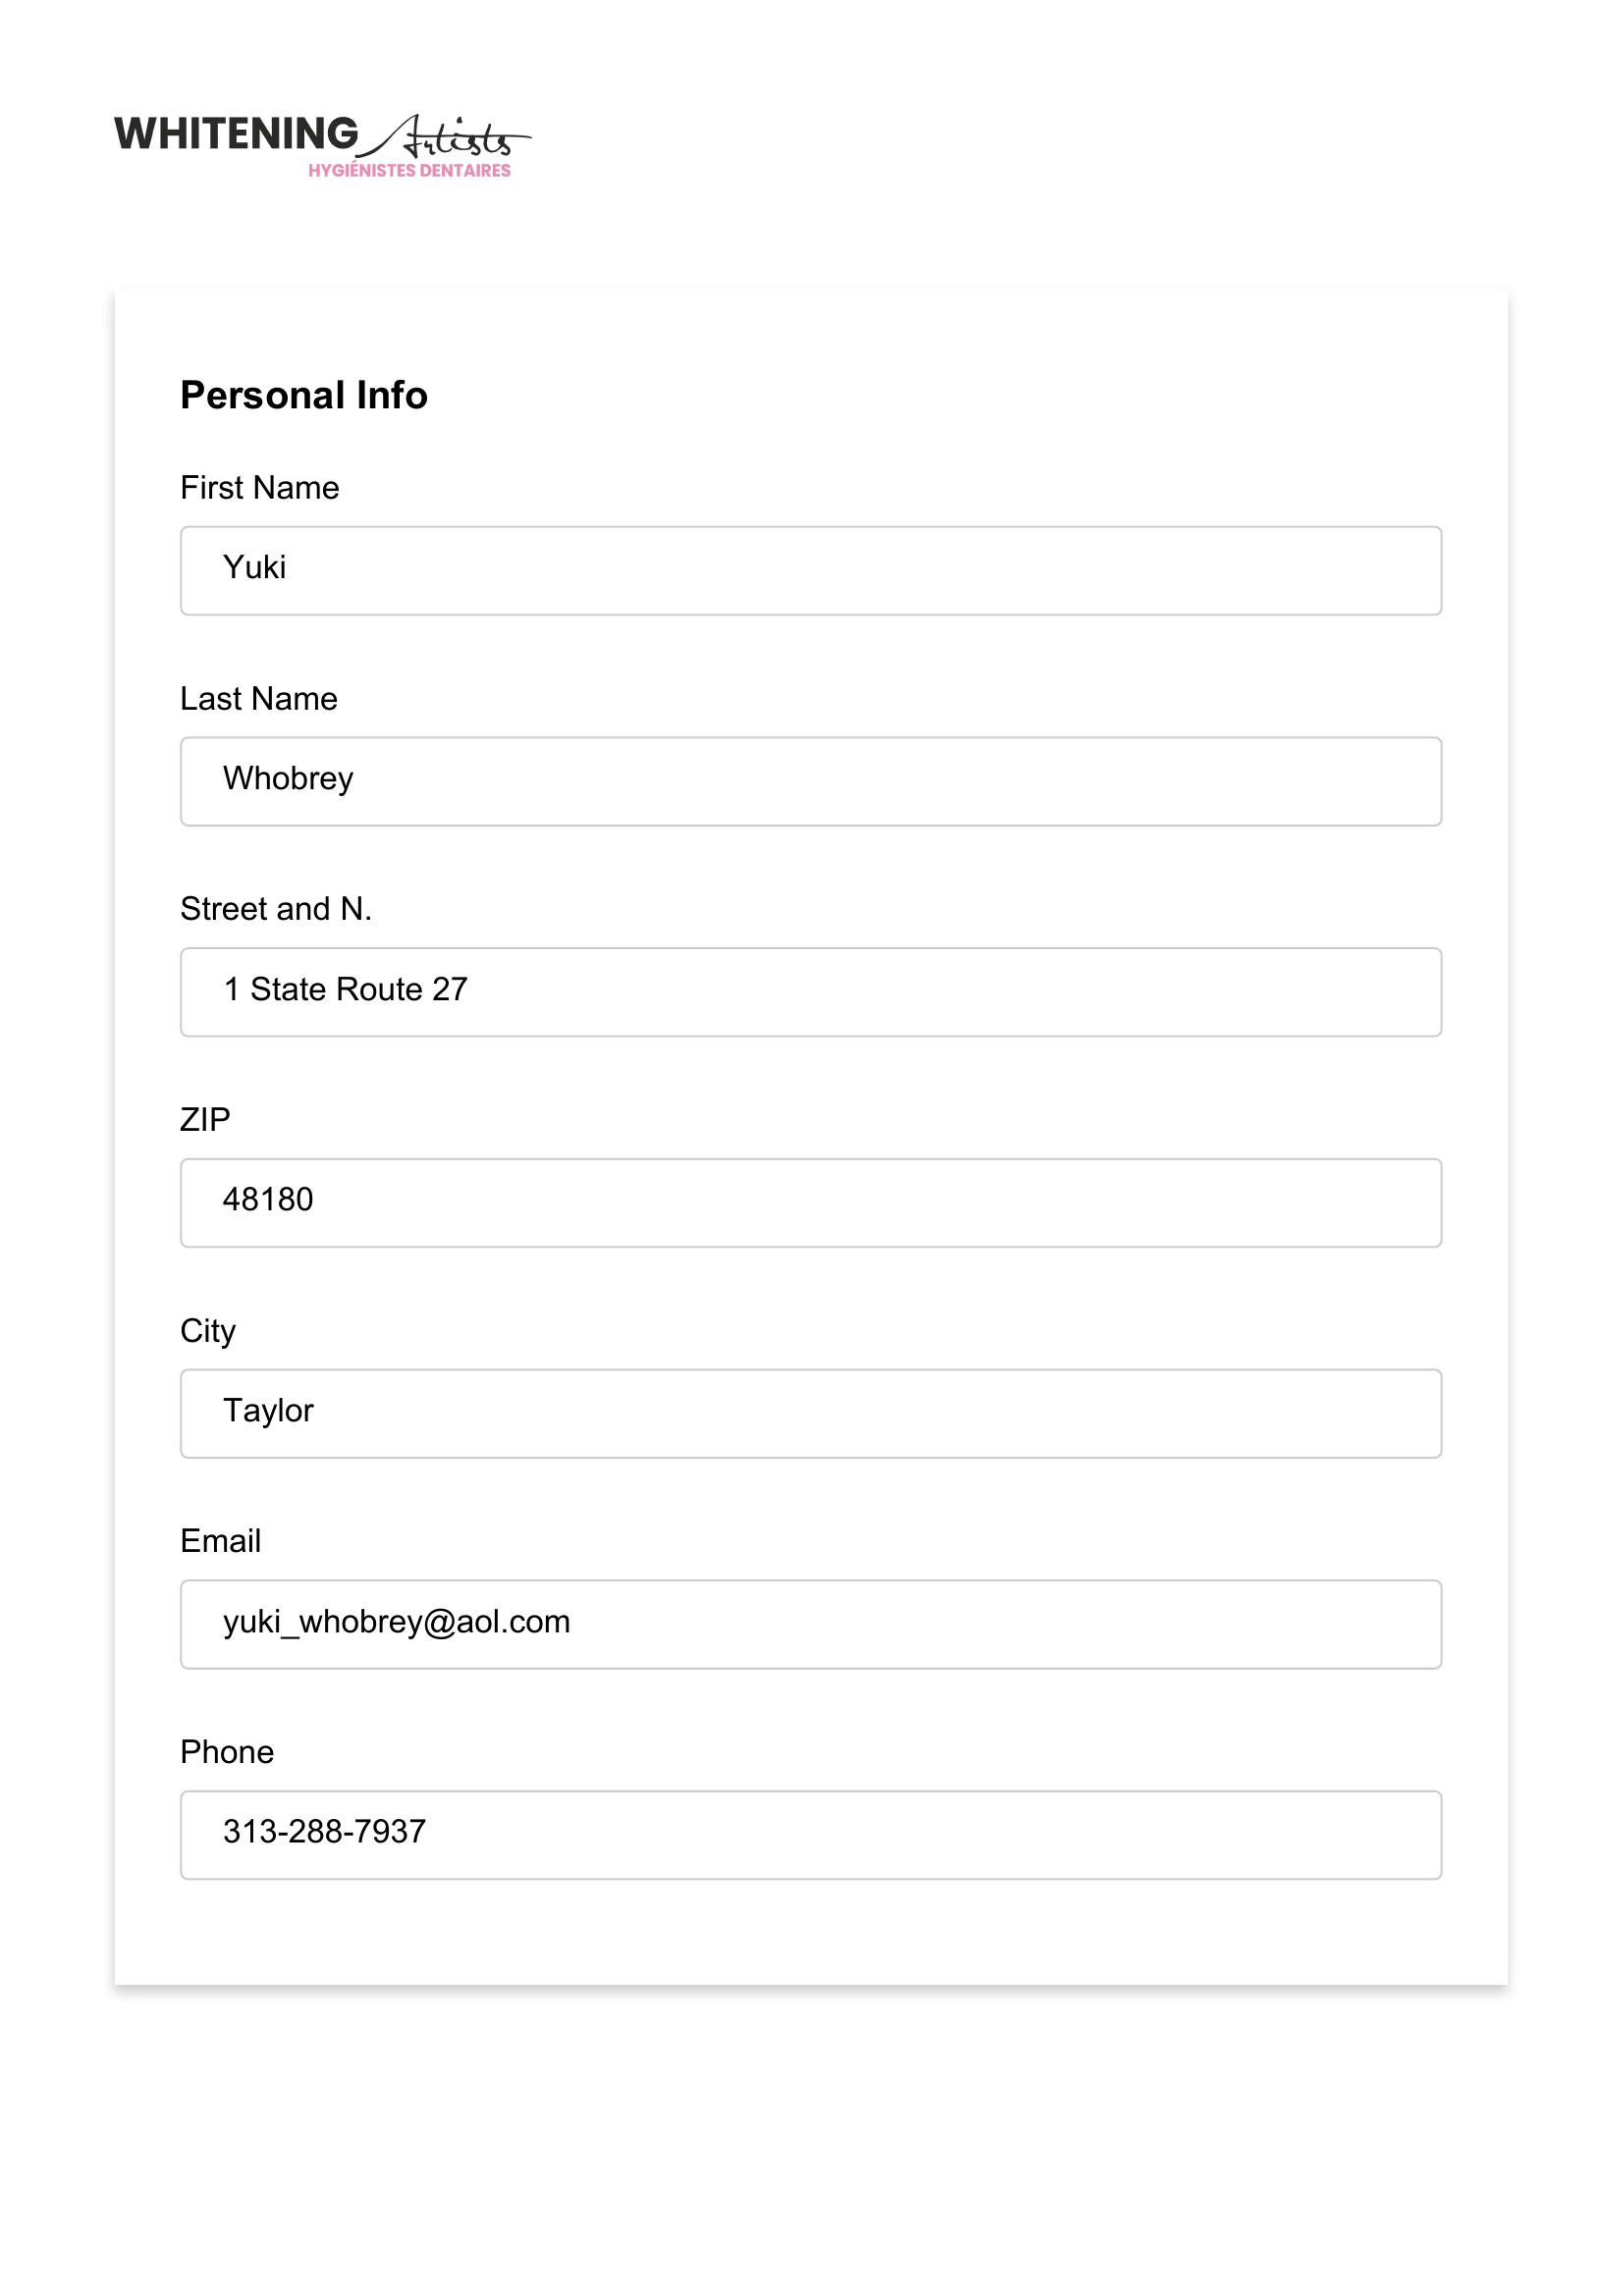 WHITENING Artists
HYGIÉNISTES DENTAIRES
Personal Info
First Name
Yuki
Last Name
Whobrey
Street and N.
1 State Route 27
ZIP
48180
City
Taylor
Email
yuki_whobrey@aol.com
Phone
313-288-7937